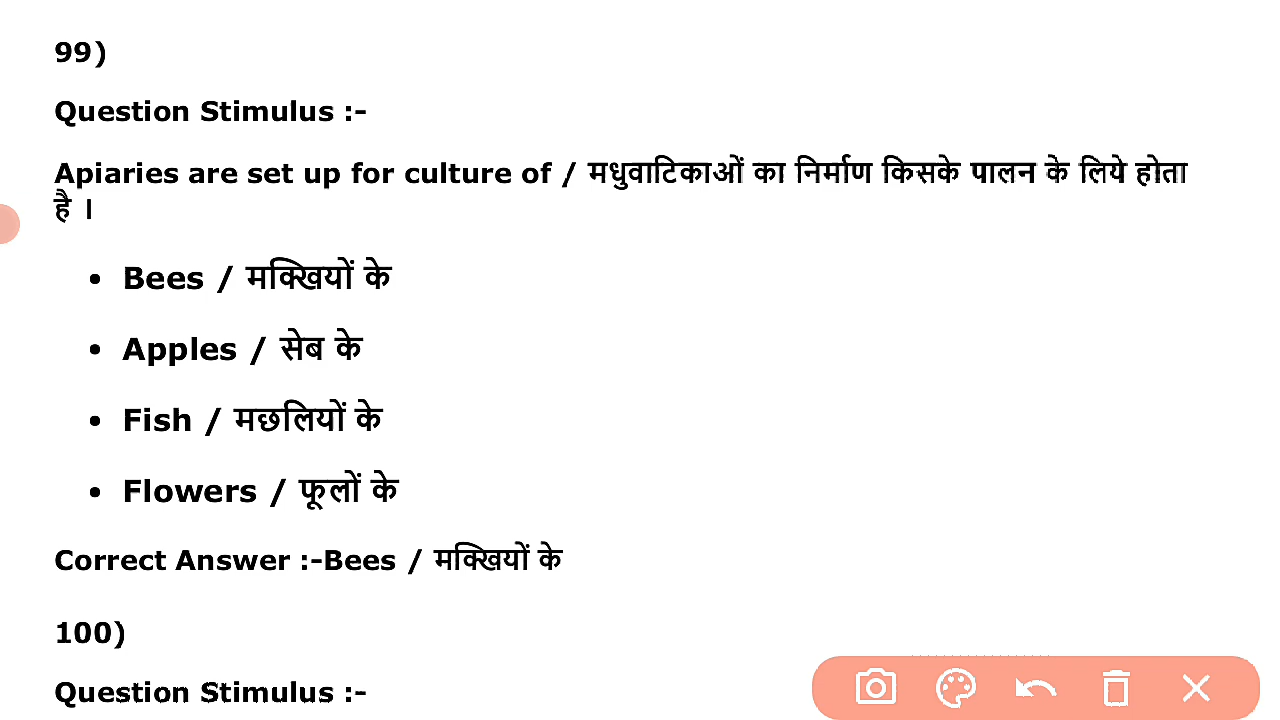 99)
Question Stimulus :-
Apiaries are set up for culture of / मधुवाटिकाओं का निर्माण किसके पालन के लिये होता
है ।
• Bees / मक्खियों के
• Apples / सेब के
• Fish / मछलियों के
• Flowers / फूलों के
Correct Answer :-Bees / मक्खियों के
100)
Question Stimulus :-